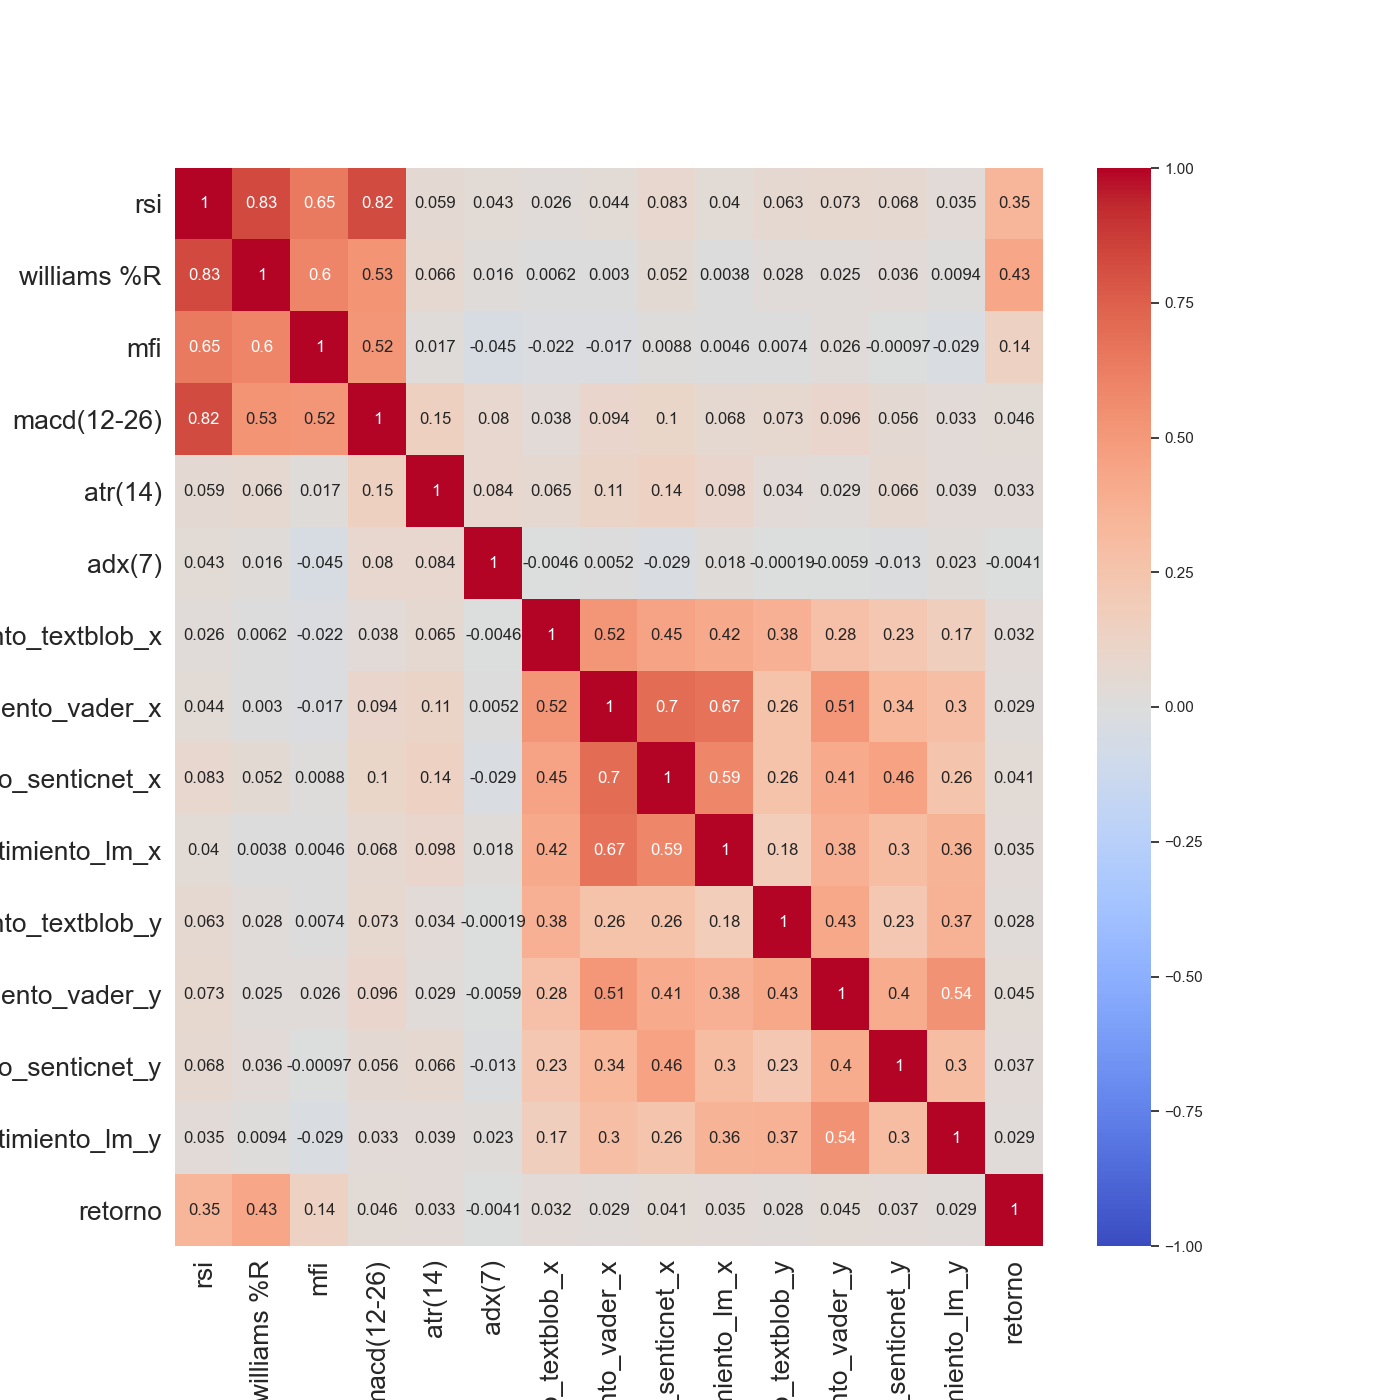 rsi 1 0.83 0.65 0.82 0.059 0.043 0.026 0.044 0.083 0.04 0.063 0.073 0.068 0.035 0.35
williams %R 0.83 1 0.6 0.53 0.066 0.016 0.0062 0.003 0.052 0.0038 0.028 0.025 0.036 0.0094 0.43
mfi 0.65 0.6 1 0.52 0.017 -0.045 -0.022 -0.017 0.0088 0.0046 0.0074 0.026 -0.00097 -0.029 0.14
macd(12-26) 0.82 0.53 0.52 1 0.15 0.08 0.038 0.094 0.1 0.068 0.073 0.096 0.056 0.033 0.046
atr(14) 0.059 0.066 0.017 0.15 1 0.084 0.065 0.11 0.14 0.098 0.034 0.029 0.066 0.039 0.033
adx(7) 0.043 0.016 -0.045 0.08 0.084 1 -0.0046 0.0052 -0.029 0.018 -0.00019 -0.0059 -0.013 0.023 -0.0041
nto_textblob_x 0.026 0.0062 -0.022 0.038 0.065 -0.0046 1 0.52 0.45 0.42 0.38 0.28 0.23 0.17 0.032
ento_vader_x 0.044 0.003 -0.017 0.094 0.11 0.0052 0.52 1 0.7 0.67 0.26 0.51 0.34 0.3 0.029
o_senticnet_x 0.083 0.052 0.0088 0.1 0.14 -0.029 0.45 0.7 1 0.59 0.26 0.41 0.46 0.26 0.041
timiento_lm_x 0.04 0.0038 0.0046 0.068 0.098 0.018 0.42 0.67 0.59 1 0.18 0.38 0.3 0.36 0.035
nto_textblob_y 0.063 0.028 0.0074 0.073 0.034 -0.00019 0.38 0.26 0.26 0.18 1 0.43 0.23 0.37 0.028
ento_vader_y 0.073 0.025 0.026 0.096 0.029 -0.0059 0.28 0.51 0.41 0.38 0.43 1 0.4 0.54 0.045
o_senticnet_y 0.068 0.036 -0.00097 0.056 0.066 -0.013 0.23 0.34 0.46 0.3 0.23 0.4 1 0.3 0.037
timiento_lm_y 0.035 0.0094 -0.029 0.033 0.039 0.023 0.17 0.3 0.26 0.36 0.37 0.54 0.3 1 0.029
retorno 0.35 0.43 0.14 0.046 0.033 -0.0041 0.032 0.029 0.041 0.035 0.028 0.045 0.037 0.029 1
rsi
williams %R
mfi
macd(12-26)
atr(14)
adx(7)
o_textblob_x
nto_vader_x
_senticnet_x
miento_lm_x
o_textblob_y
nto_vader_y
_senticnet_y
miento_lm_y
retorno
1.00
0.75
0.50
0.25
0.00
−0.25
−0.50
−0.75
−1.00